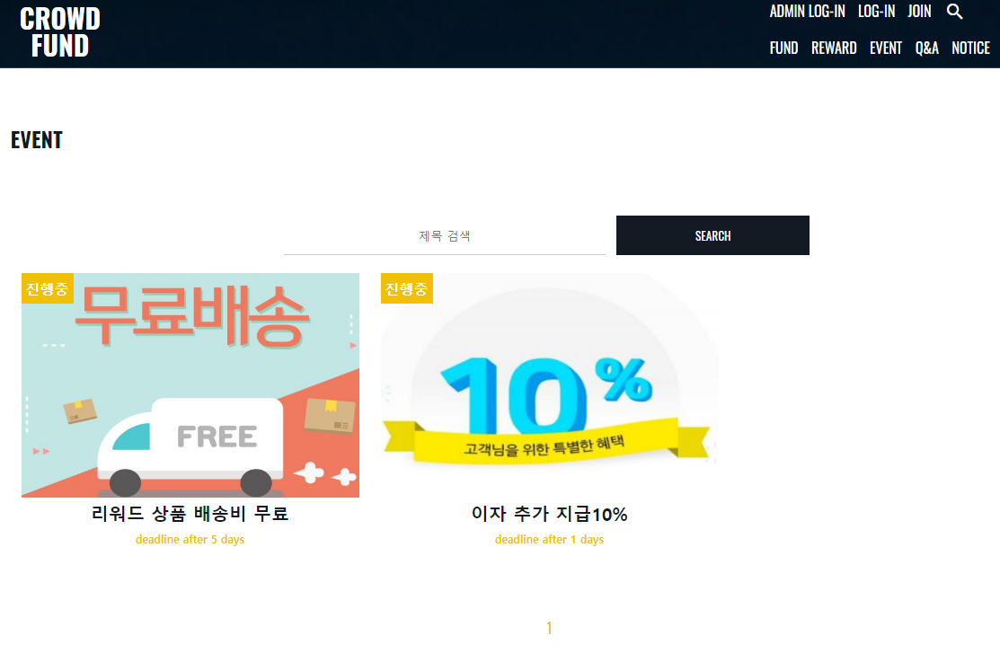 CROWD
FUND
ADMIN LOG-IN LOG-IN JOIN
FUND REWARD EVENT Q&A NOTICE
EVENT
제목 검색
SEARCH
진행중
무료배송
FREE
리워드 상품 배송비 무료
deadline after 5 days
진행중
10%
고객님을 위한 특별한 혜택
이자 추가 지급10%
deadline after 1 days
1